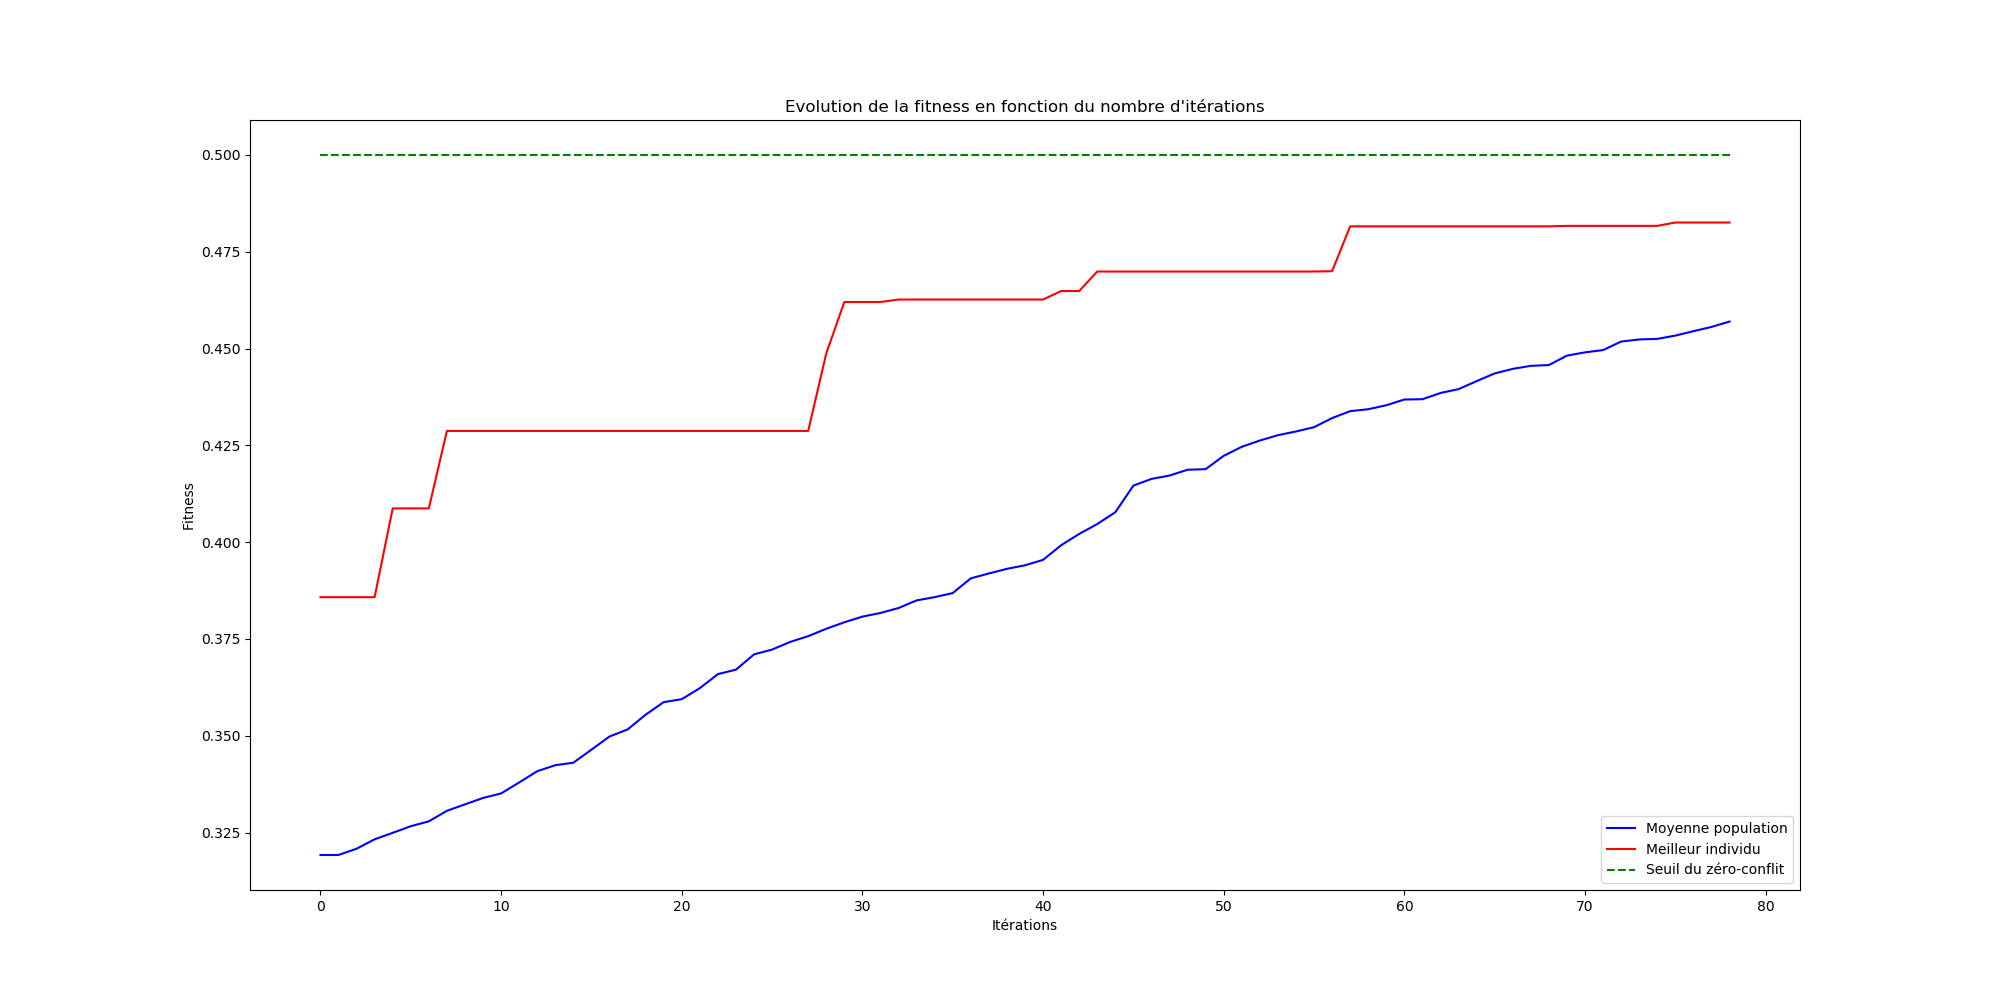 Evolution de la fitness en fonction du nombre d'itérations
0.500
0.475
0.450
0.425
0.400
0.375
0.350
0.325
Fitness
0 10 20 30 40 50 60 70 80
Itérations
Moyenne population
Meilleur individu
Seuil du zéro-conflit